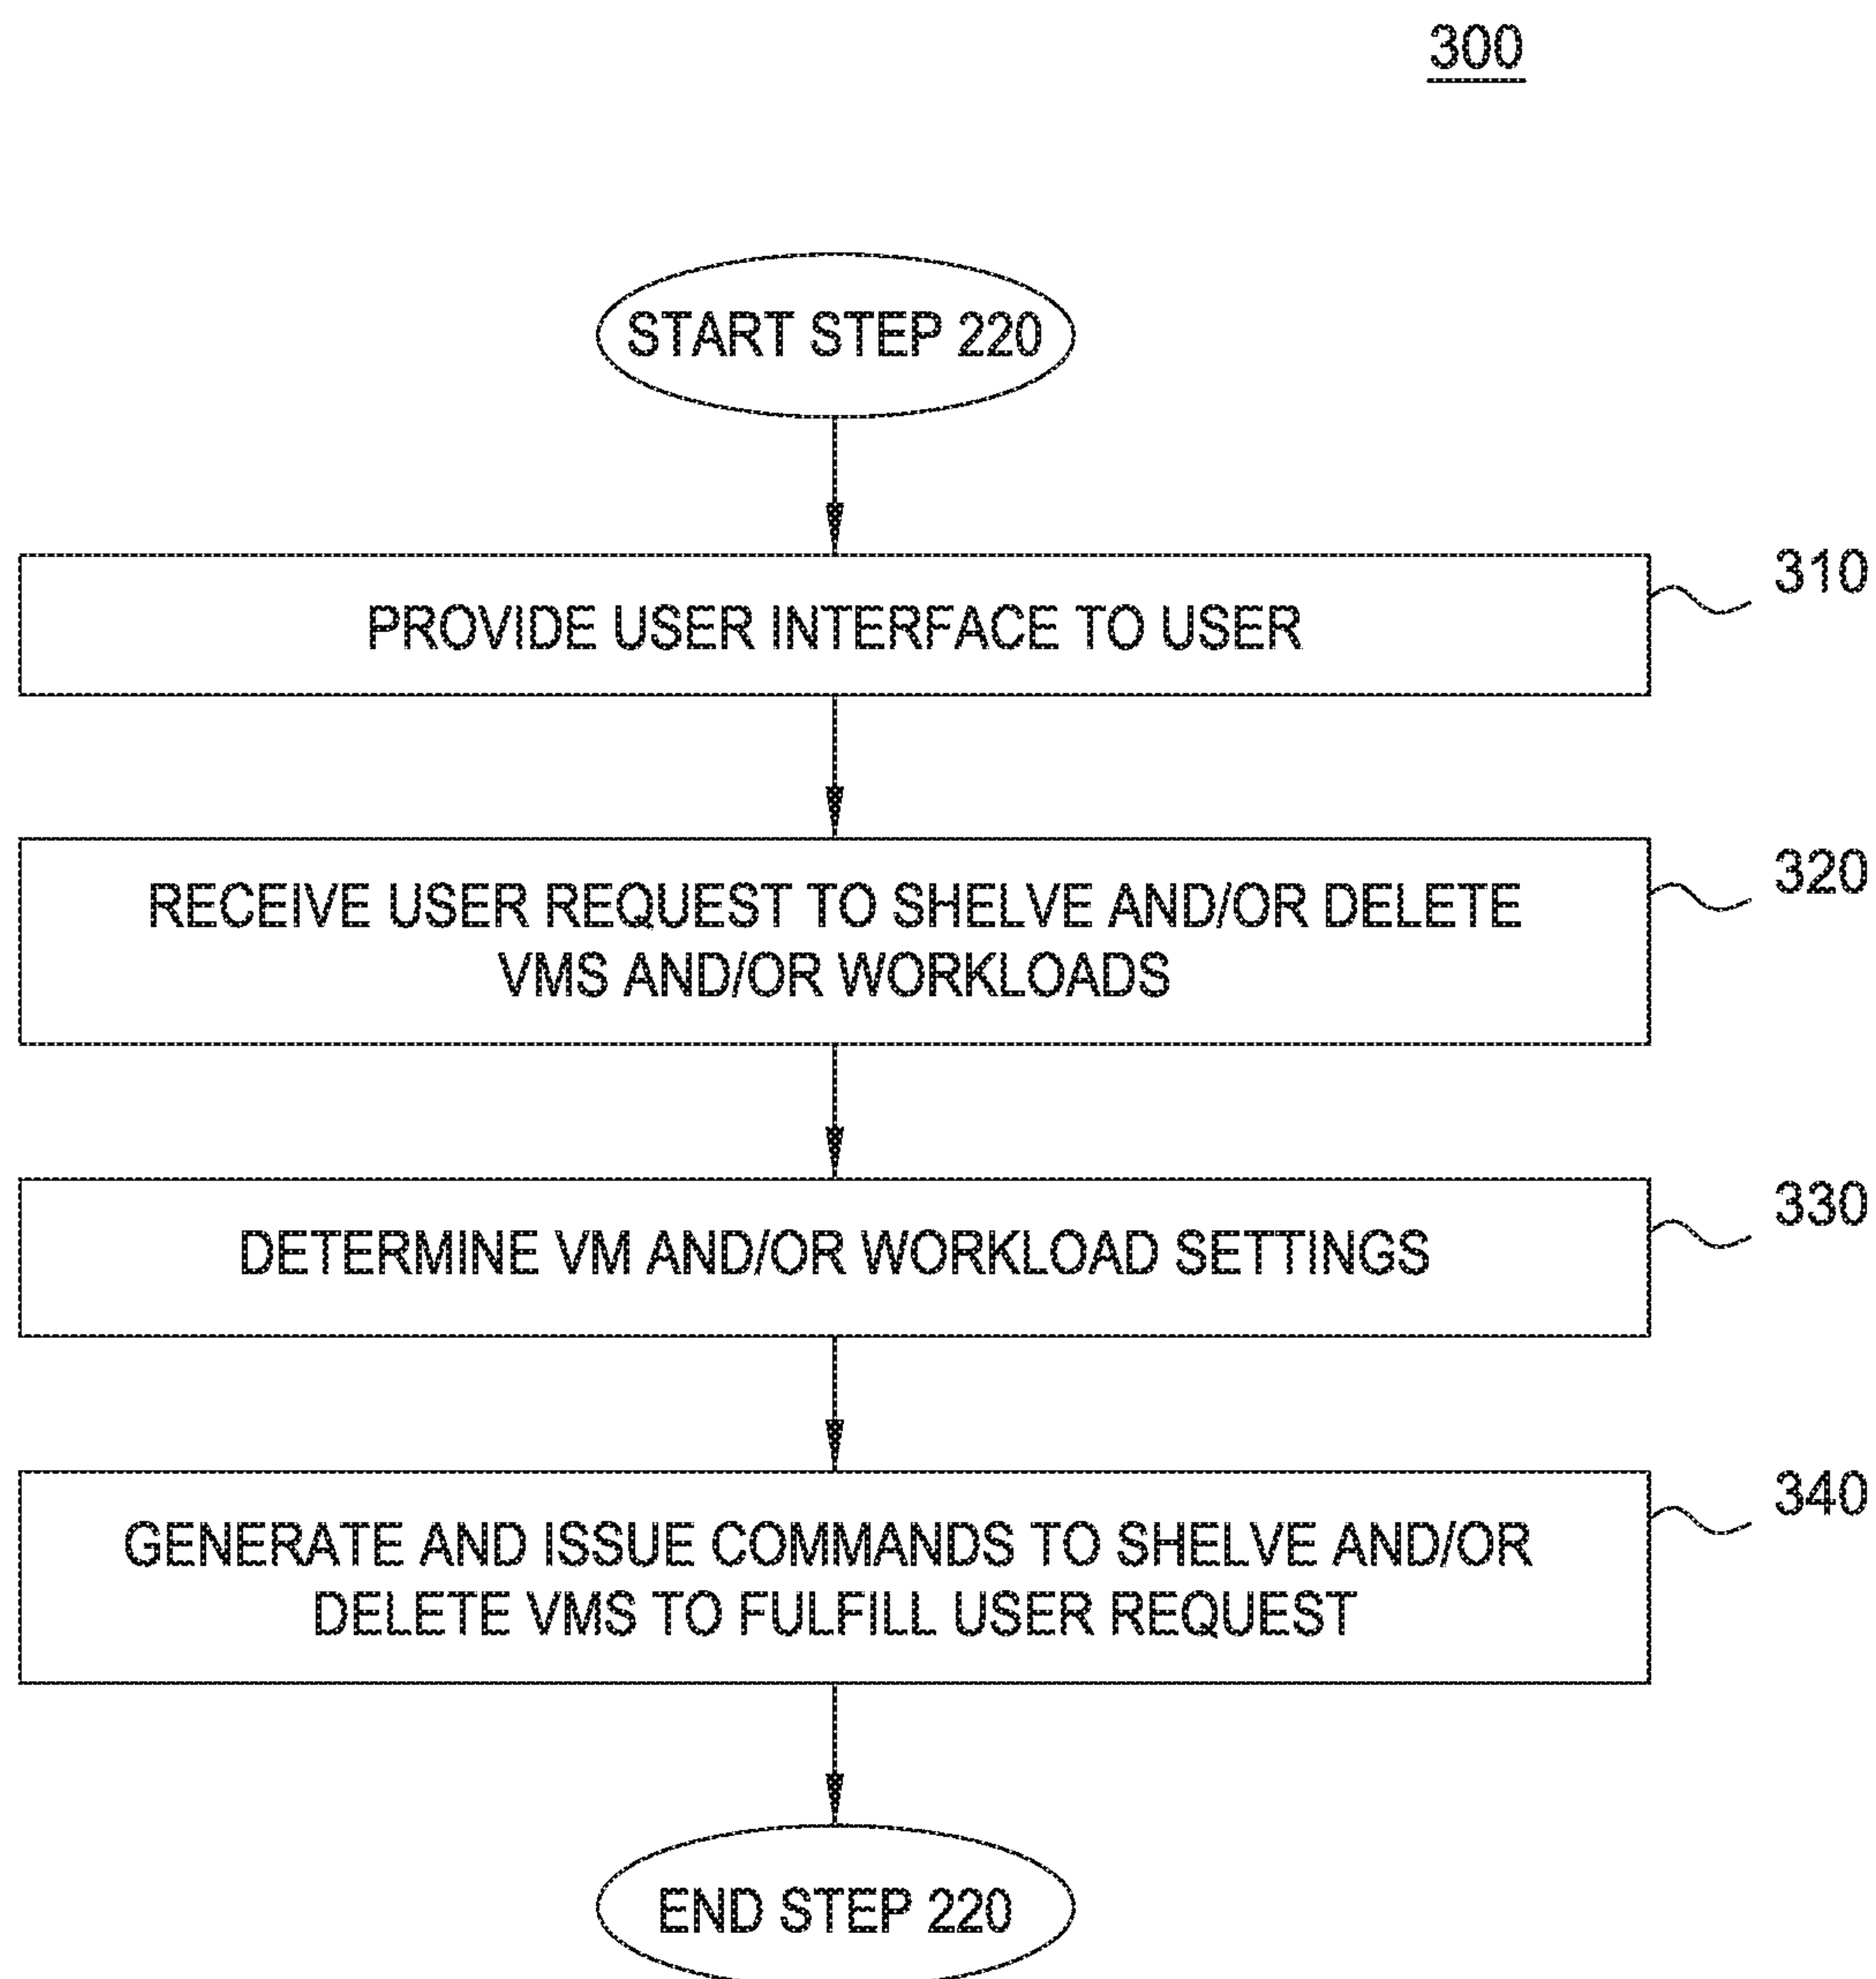 300
START STEP 220
310
PROVIDE USER INTERFACE TO USER
320
RECEIVE USER REQUEST TO SHELVE AND/OR DELETE
VMS AND/OR WORKLOADS
330
DETERMINE VM AND/OR WORKLOAD SETTINGS
340
GENERATE AND ISSUE COMMANDS TO SHELVE AND/OR
DELETE VMS TO FULFILL USER REQUEST
END STEP 220